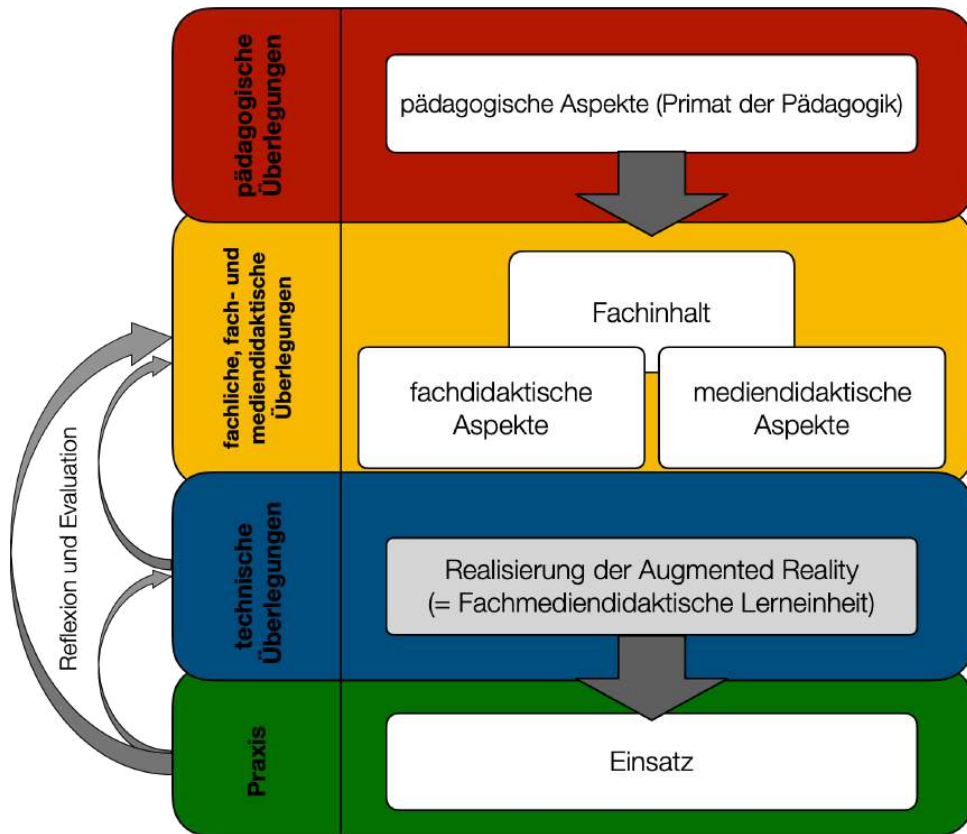 pädagogische
Überlegungen
pädagogische Aspekte (Primat der Pädagogik)
fachliche, fach- und
mediendidaktische
Überlegungen
Fachinhalt
fachdidaktische
Aspekte
mediendidaktische
Aspekte
Reflexion und Evaluation
technische
Überlegungen
Realisierung der Augmented Reality
(= Fachmediendidaktische Lerneinheit)
Praxis
Einsatz